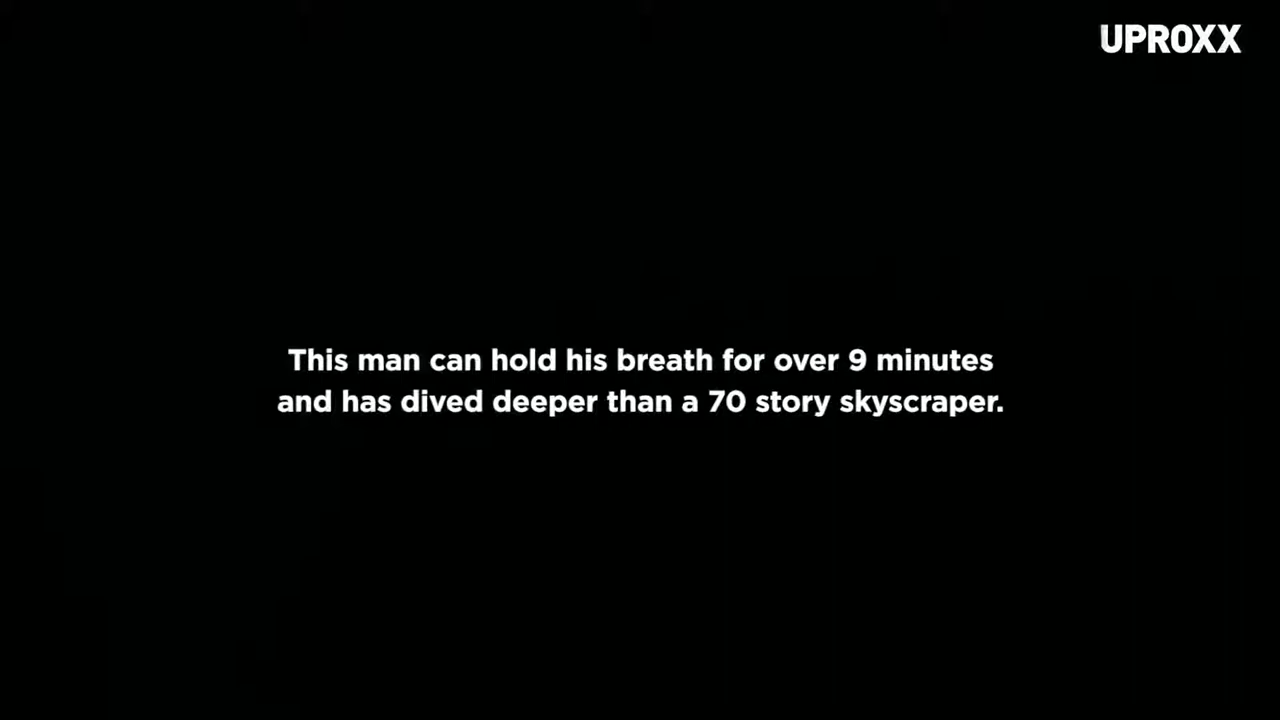 UPROXX
This man can hold his breath for over 9 minutes
and has dived deeper than a 70 story skyscraper.